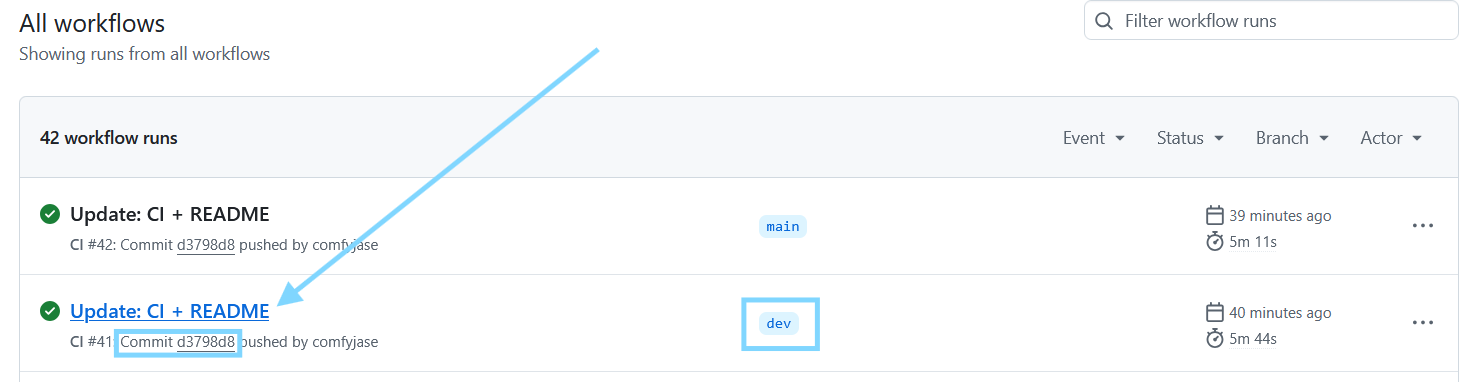 All workflows
Filter workflow runs
Showing runs from all workflows
42 workflow runs
Event
Status
Branch
Actor
Update: CI + README
main
39 minutes ago
CI #42: Commit d3798d8 pushed by comfyjase
5m 11s
Update: CI + README
dev
40 minutes ago
CI #41: Commit d3798d8 pushed by comfyjase
5m 44s